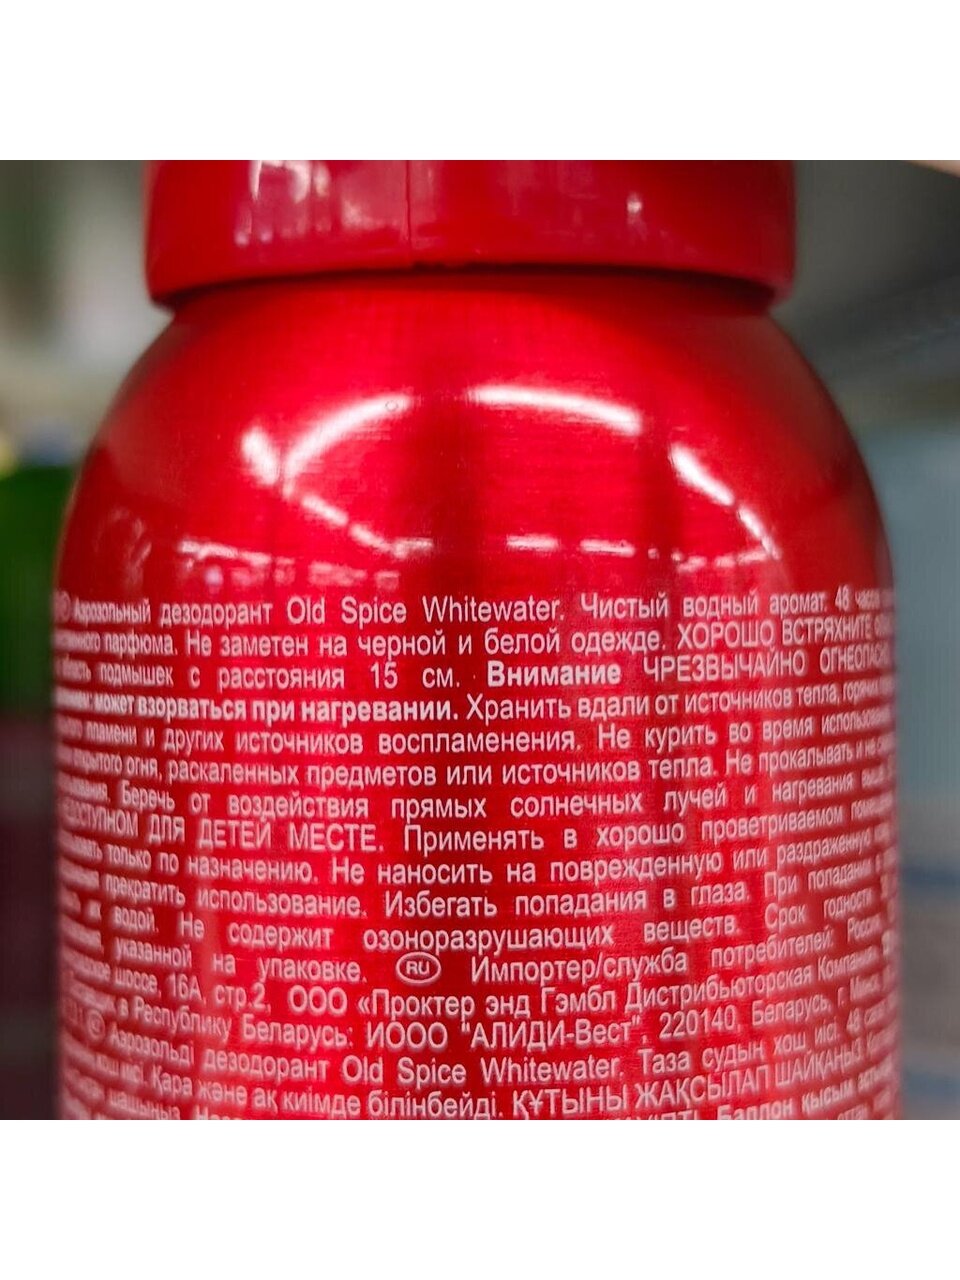 Аэрозольный дезодорант Old Spice Whitewater. Чистый водный аромат. 48
парфюма. Не заметен на черной и белой одежде. ХОРОШО ВСТРЯХНИТЕ
подмышек с расстояния 15 см. Внимание ЧРЕЗВЫЧАЙНО
может взорваться при нагревании. Хранить вдали от источников тепла,
пламени и других источников воспламенения. Не курить во время
открытого огня, раскаленных предметов или источников тепла. Не прокалывать и не
Беречь от воздействия прямых солнечных лучей и нагревания
ДЛЯ ДЕТЕЙ МЕСТЕ. Применять в хорошо проветриваемом
только по назначению. Не наносить на поврежденную или раздраженную
прекратить использование. Избегать попадания в глаза. При попадании в
водой. Не содержит озоноразрушающих веществ. Срок годности
указанной на упаковке. RU Импортер/служба потребителей:
шоссе, 16А, стр.2. ООО «Проктер энд Гэмбл Дистрибьюторская
в Республику Беларусь: ИООО "АЛИДИ-Вест", 220140, Беларусь, г.
Аэрозольді дезодорант Old Spice Whitewater. Таза судың хош иісі. 48
хош иісі. Қара және ақ киімде білінбейді. ҚҰТЫНЫ ЖАҚСЫЛАП ШАЙҚАҢЫЗ.
Баллон қысым